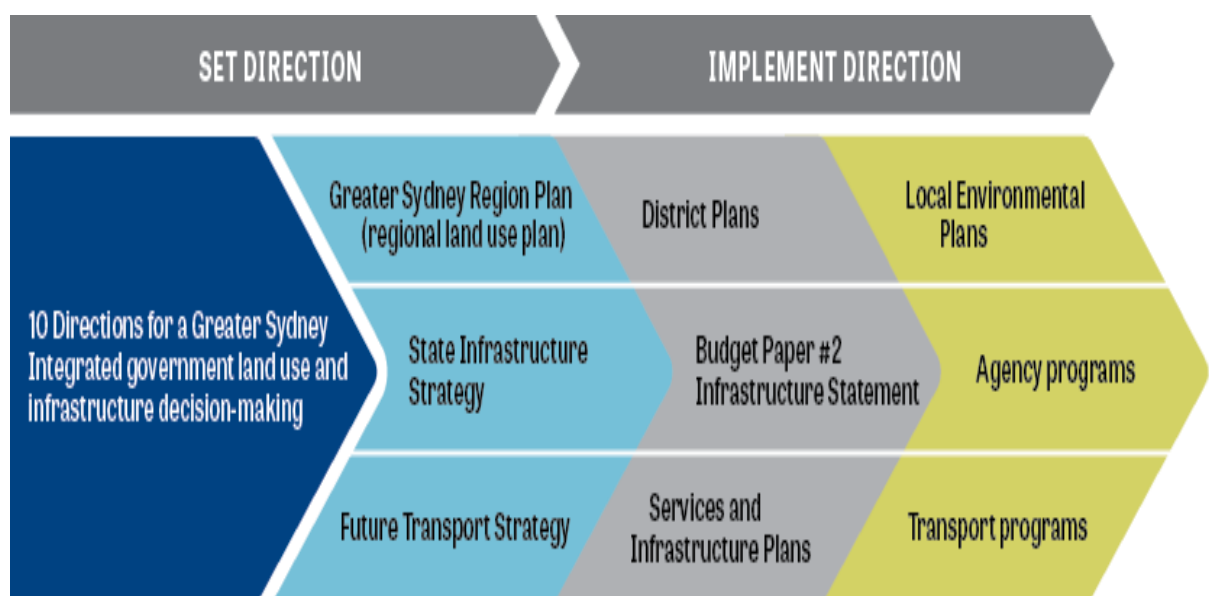 SET DIRECTION
IMPLEMENT DIRECTION
10 Directions for a Greater Sydney
Integrated government land use and
infrastructure decision-making
Greater Sydney Region Plan
(regional land use plan)
District Plans
Local Environmental
Plans
State Infrastructure
Strategy
Budget Paper #2
Infrastructure Statement
Agency programs
Future Transport Strategy
Services and
Infrastructure Plans
Transport programs